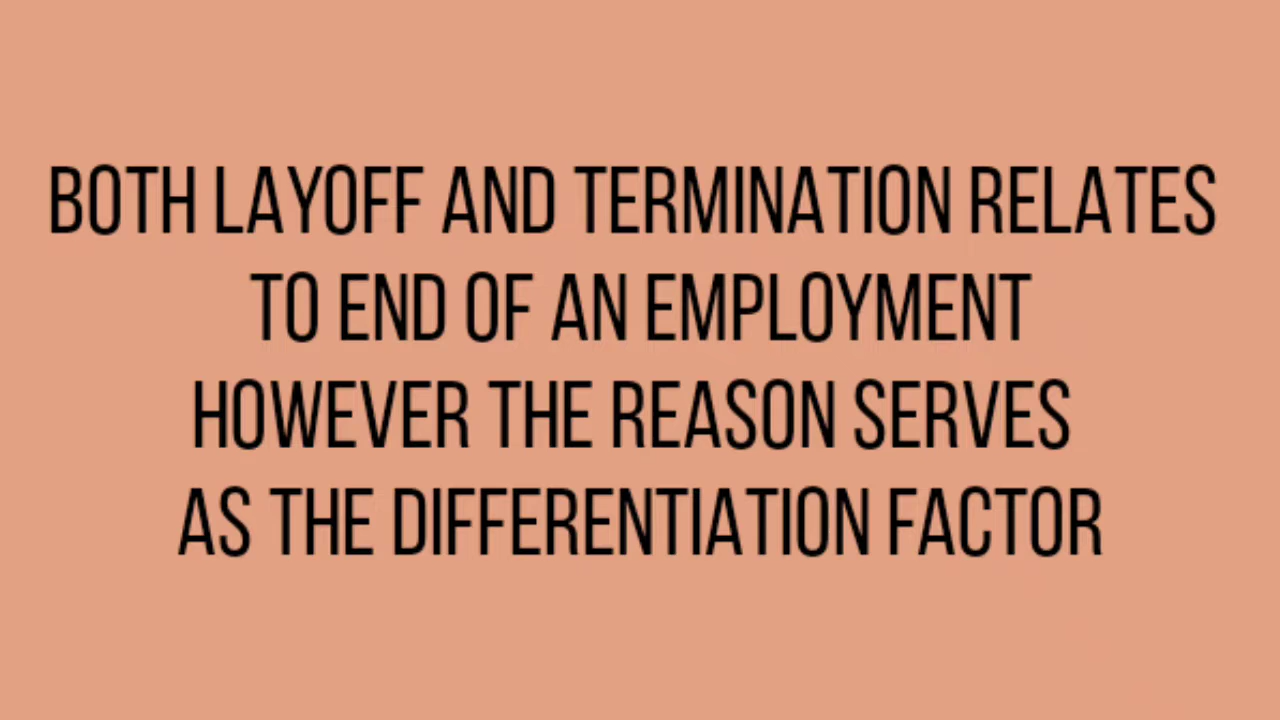 BOTH LAYOFF AND TERMINATION RELATES
TO END OF AN EMPLOYMENT
HOWEVER THE REASON SERVES
AS THE DIFFERENTIATION FACTOR